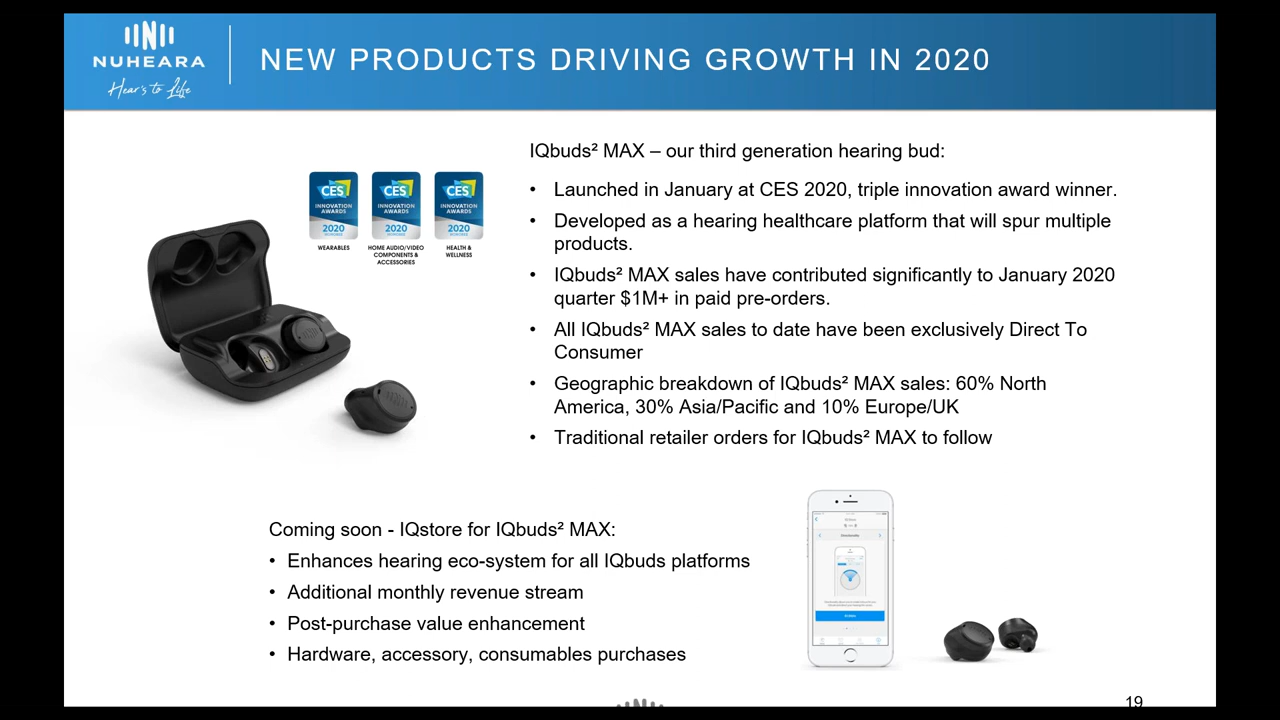 NUHEARA
Hear's to Life
NEW PRODUCTS DRIVING GROWTH IN 2020
IQbuds² MAX – our third generation hearing bud:
• Launched in January at CES 2020, triple innovation award winner.
• Developed as a hearing healthcare platform that will spur multiple
products.
• IQbuds² MAX sales have contributed significantly to January 2020
quarter $1M+ in paid pre-orders.
• All IQbuds² MAX sales to date have been exclusively Direct To
Consumer
• Geographic breakdown of IQbuds² MAX sales: 60% North
America, 30% Asia/Pacific and 10% Europe/UK
• Traditional retailer orders for IQbuds² MAX to follow
CES
INNOVATION
AWARDS
2020
WEARABLES
CES
INNOVATION
AWARDS
2020
HOME AUDIO/VIDEO
COMPONENTS &
ACCESSORIES
CES
INNOVATION
AWARDS
2020
HEALTH &
WELLNESS
Coming soon - IQstore for IQbuds² MAX:
• Enhances hearing eco-system for all IQbuds platforms
• Additional monthly revenue stream
• Post-purchase value enhancement
• Hardware, accessory, consumables purchases
19